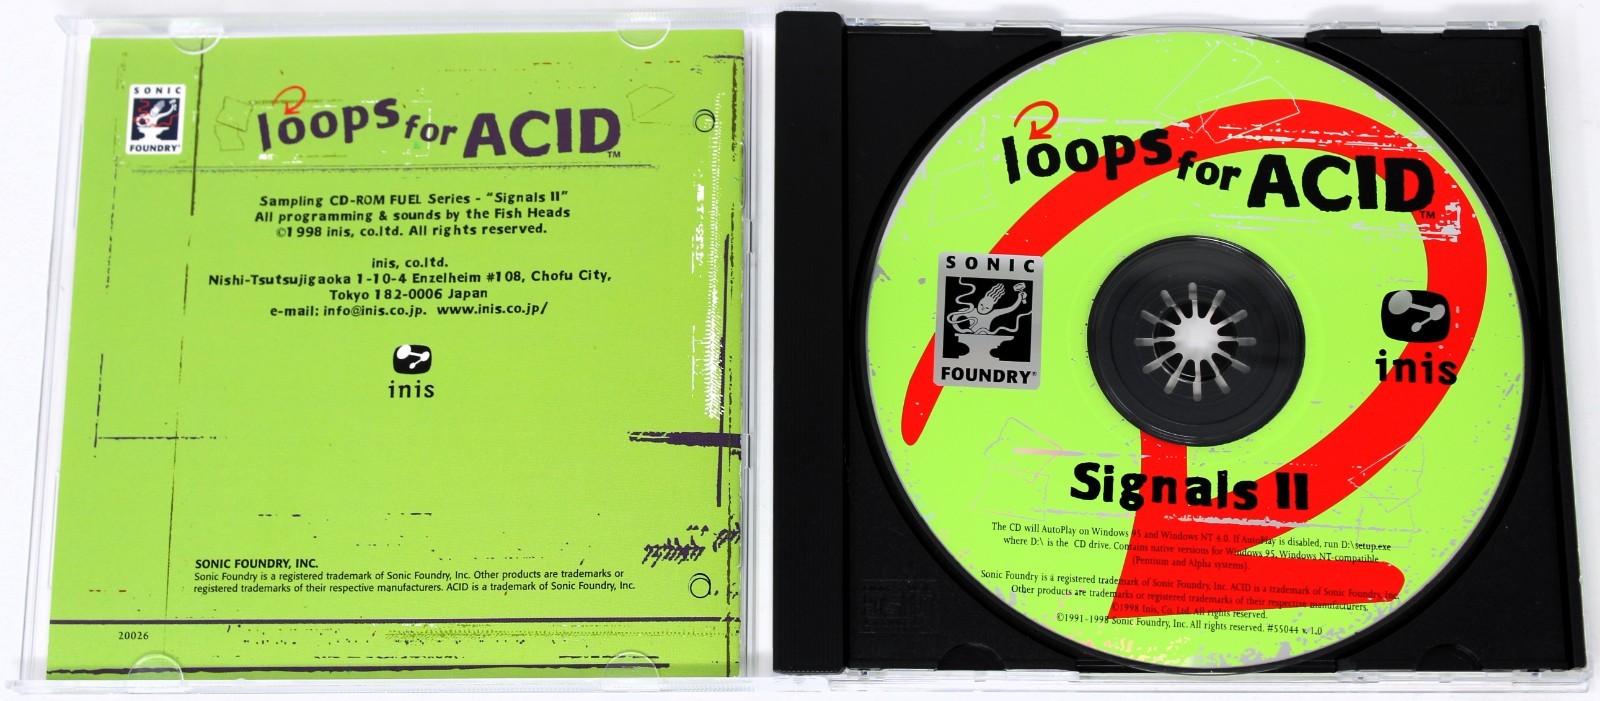 SONIC
FOUNDRY®
loops for ACID™
Sampling CD-ROM FUEL Series - "Signals II"
All programming & sounds by the Fish Heads
©1998 inis, co.ltd. All rights reserved.
inis, co.ltd.
Nishi-Tsutsujigaoka 1-10-4 Enzelheim #108, Chofu City,
Tokyo 182-0006 Japan
e-mail: info@inis.co.jp. www.inis.co.jp/
inis
SONIC FOUNDRY, INC.
Sonic Foundry is a registered trademark of Sonic Foundry, Inc. Other products are trademarks or
registered trademarks of their respective manufacturers. ACID is a trademark of Sonic Foundry, Inc.
20026
loops for ACID™
SONIC
FOUNDRY®
inis
Signals II
The CD will AutoPlay on Windows 95 and Windows NT 4.0. If AutoPlay is disabled, run D:\setup.exe
where D:\ is the CD drive. Contains native versions for Windows 95, Windows NT-compatible
(Pentium and Alpha systems).
Sonic Foundry is a registered trademark of Sonic Foundry, Inc. ACID is a trademark of Sonic Foundry, Inc.
Other products are trademarks or registered trademarks of their respective manufacturers.
©1998 Inis, Co. Ltd. All rights reserved.
©1991-1998 Sonic Foundry, Inc. All rights reserved. #55044 v. 1.0